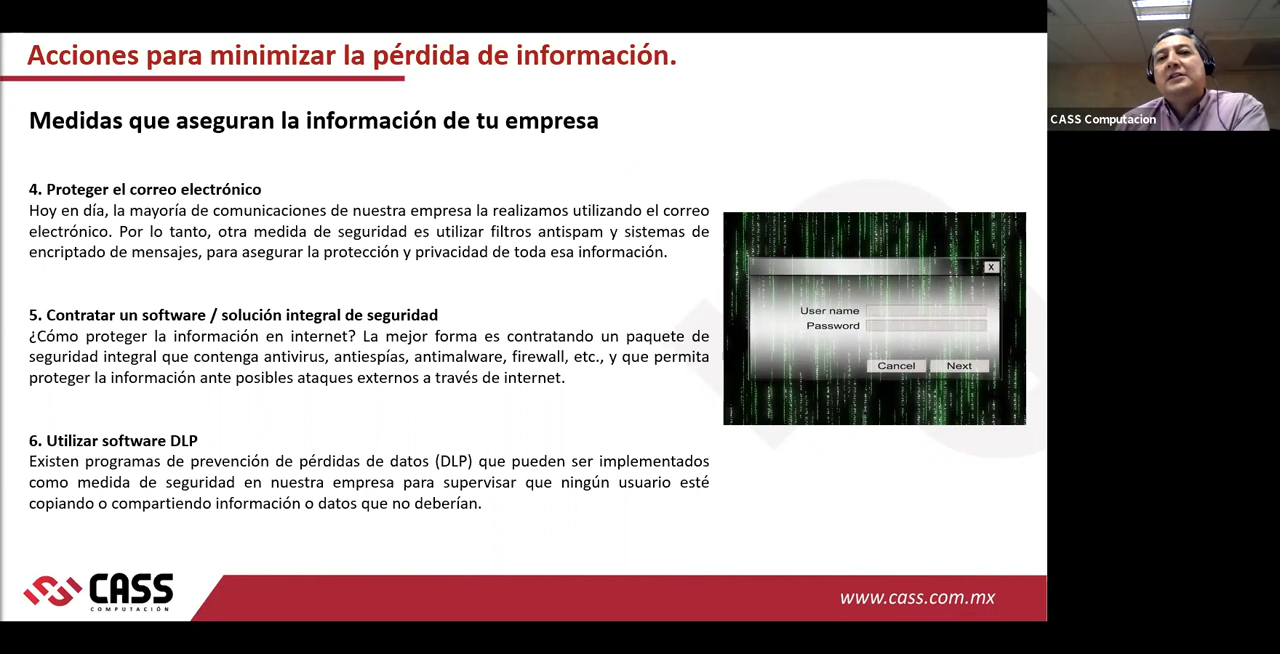 Acciones para minimizar la pérdida de información.
Medidas que aseguran la información de tu empresa
4. Proteger el correo electrónico
Hoy en día, la mayoría de comunicaciones de nuestra empresa la realizamos utilizando el correo
electrónico. Por lo tanto, otra medida de seguridad es utilizar filtros antispam y sistemas de
encriptado de mensajes, para asegurar la protección y privacidad de toda esa información.
5. Contratar un software / solución integral de seguridad
¿Cómo proteger la información en internet? La mejor forma es contratando un paquete de
seguridad integral que contenga antivirus, antiespías, antimalware, firewall, etc., y que permita
proteger la información ante posibles ataques externos a través de internet.
6. Utilizar software DLP
Existen programas de prevención de pérdidas de datos (DLP) que pueden ser implementados
como medida de seguridad en nuestra empresa para supervisar que ningún usuario esté
copiando o compartiendo información o datos que no deberían.
X
User name
Password
Cancel Next
CASS
COMPUTACIÓN
www.cass.com.mx
CASS Computacion